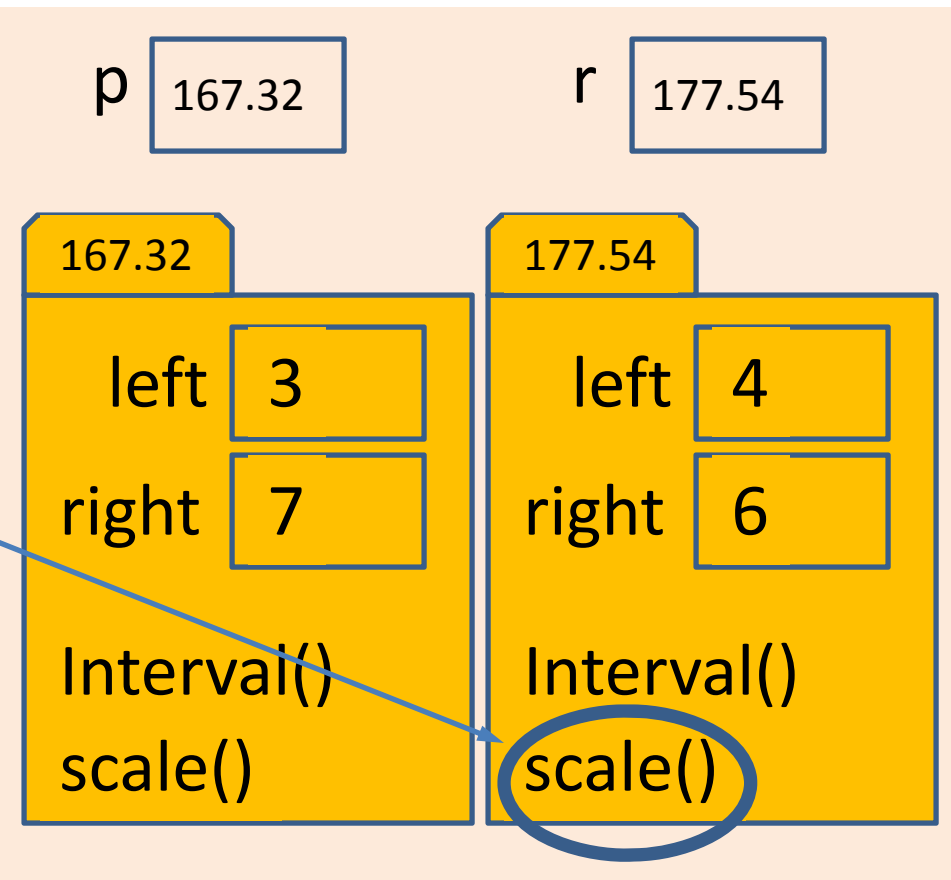 p 167.32
r 177.54
167.32
left 3
right 7
Interval()
scale()
177.54
left 4
right 6
Interval()
scale()